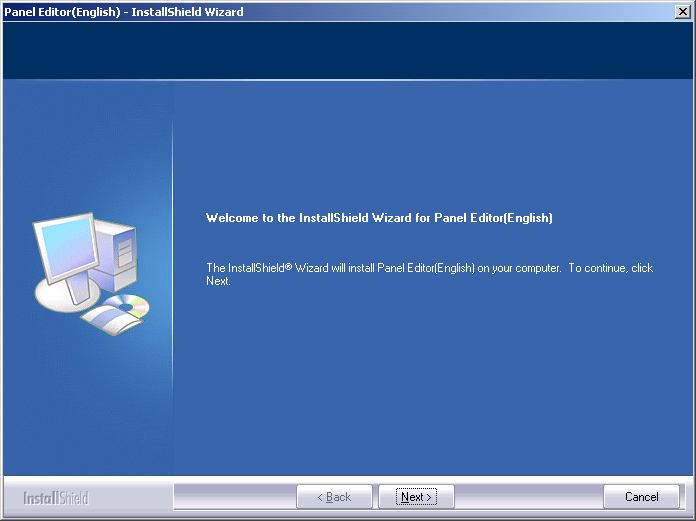 Panel Editor(English) - InstallShield Wizard
Welcome to the InstallShield Wizard for Panel Editor(English)
The InstallShield® Wizard will install Panel Editor(English) on your computer.  To continue, click
Next.
InstallShield
< Back
Next >
Cancel